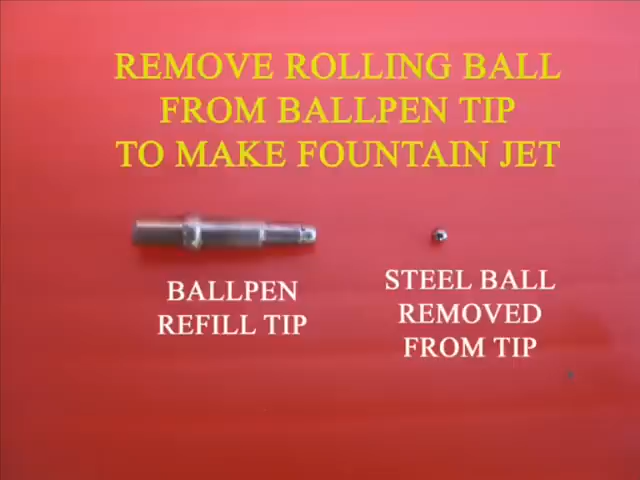 REMOVE ROLLING BALL
FROM BALLPEN TIP
TO MAKE FOUNTAIN JET
BALLPEN
REFILL TIP
STEEL BALL
REMOVED
FROM TIP